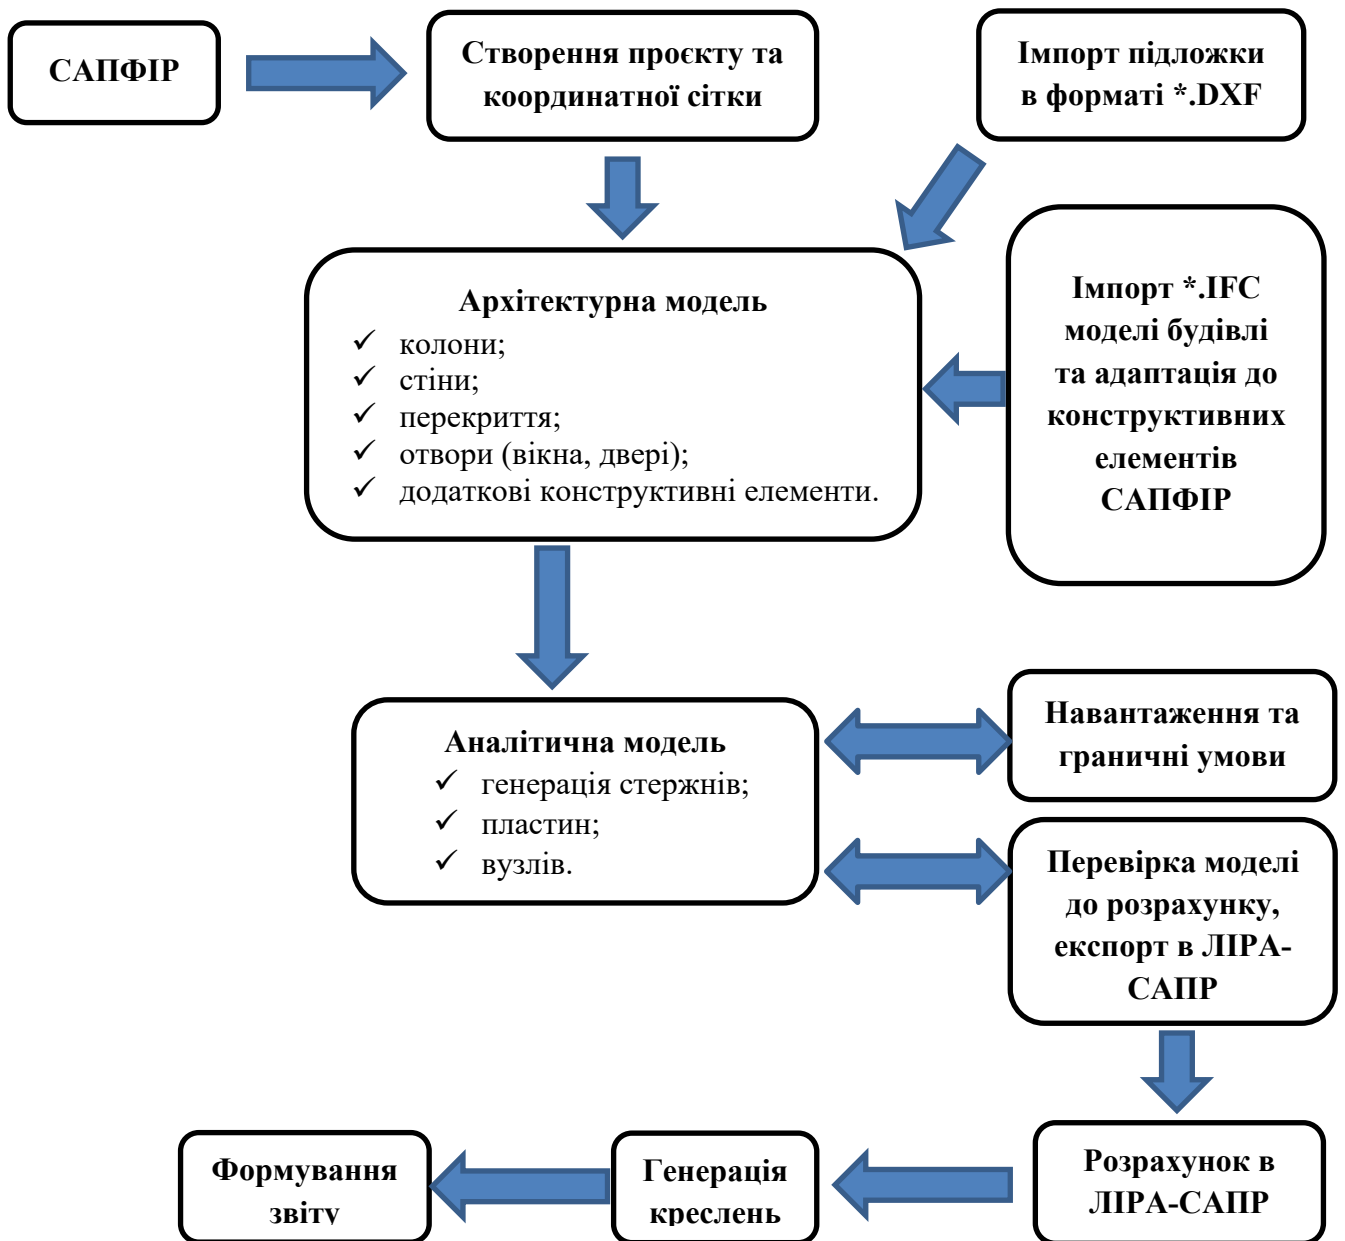 САПФІР
Створення проєкту та
координатної сітки
Імпорт підложки
в форматі *.DXF
Архітектурна модель
колони;
стіни;
перекриття;
отвори (вікна, двері);
додаткові конструктивні елементи.
Імпорт *.IFC
моделі будівлі
та адаптація до
конструктивних
елементів
САПФІР
Аналітична модель
генерація стержнів;
пластин;
вузлів.
Навантаження та
граничні умови
Перевірка моделі
до розрахунку,
експорт в ЛІРА-
САПР
Розрахунок в
ЛІРА-САПР
Генерація
креслень
Формування
звіту